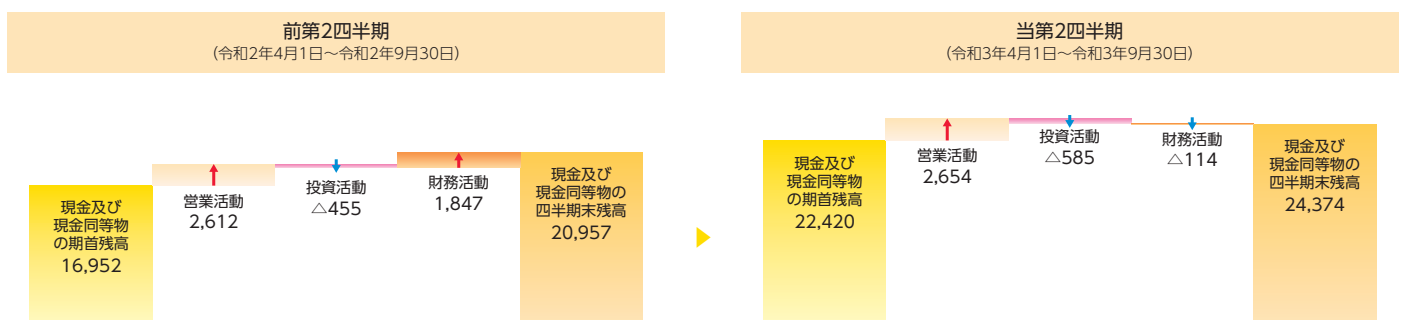 前第2四半期
(令和2年4月1日～令和2年9月30日)
現金及び
現金同等物
の期首残高
16,952
営業活動
2,612
投資活動
△455
財務活動
1,847
現金及び
現金同等物の
四半期末残高
20,957
当第2四半期
(令和3年4月1日～令和3年9月30日)
現金及び
現金同等物
の期首残高
22,420
営業活動
2,654
投資活動
△585
財務活動
△114
現金及び
現金同等物の
四半期末残高
24,374